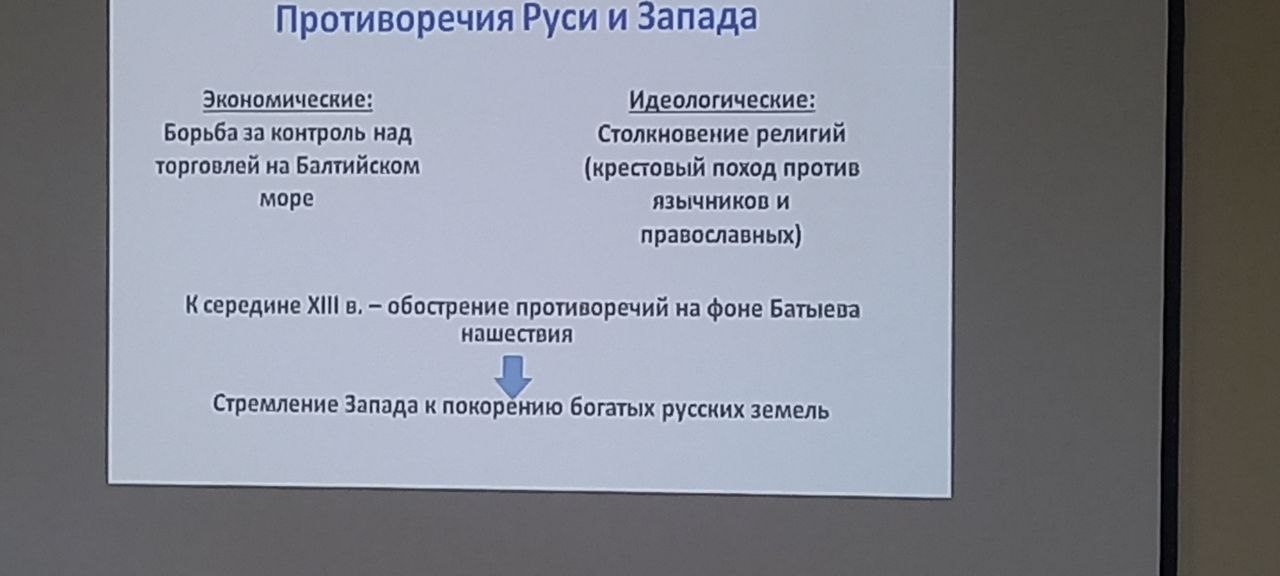 Противоречия Руси и Запада
Экономические:
Борьба за контроль над
торговлей на Балтийском
море
Идеологические:
Столкновение религий
(крестовый поход против
язычников и
православных)
К середине XIII в. – обострение противоречий на фоне Батыева
нашествия
Стремление Запада к покорению богатых русских земель